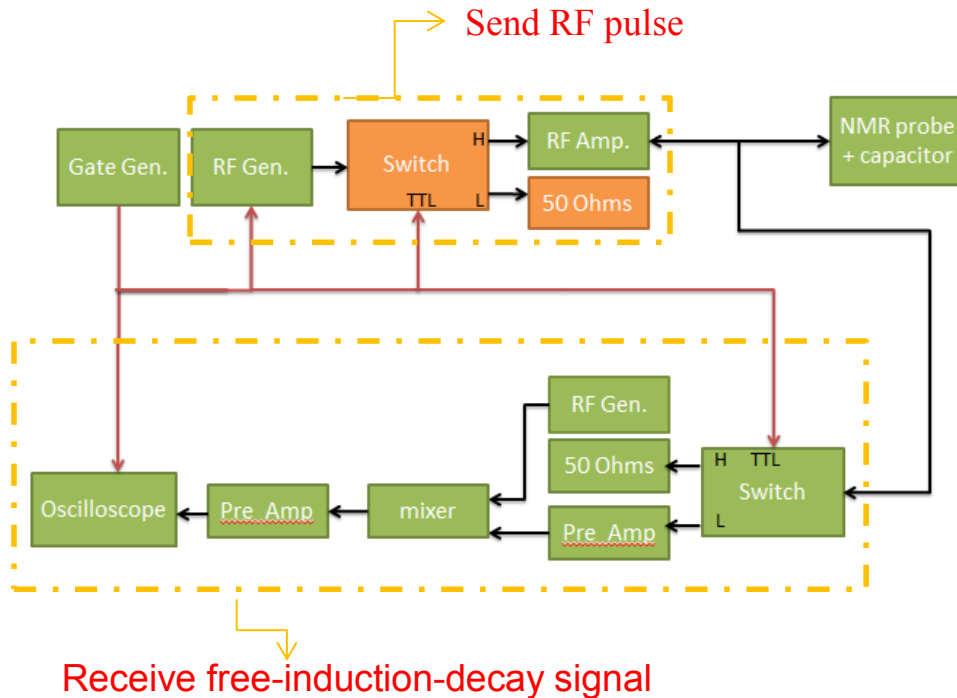 Send RF pulse
Gate Gen.
RF Gen.
Switch
TTL
H
L
RF Amp.
50 Ohms
NMR probe
+ capacitor
RF Gen.
50 Ohms
Pre_Amp
H TTL
Switch
L
mixer
Pre_Amp
Oscilloscope
Receive free-induction-decay signal